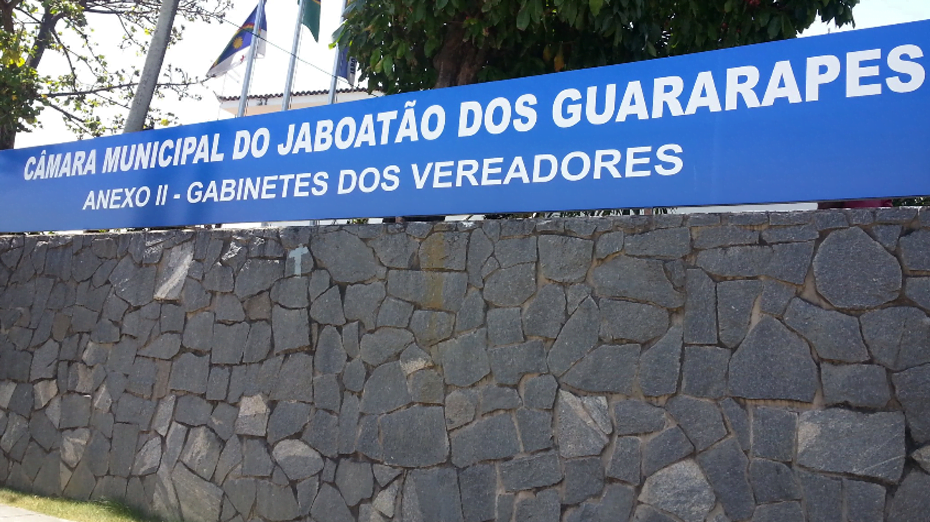 CÂMARA MUNICIPAL DO JABOATÃO DOS GUARARAPES
ANEXO II - GABINETES DOS VEREADORES